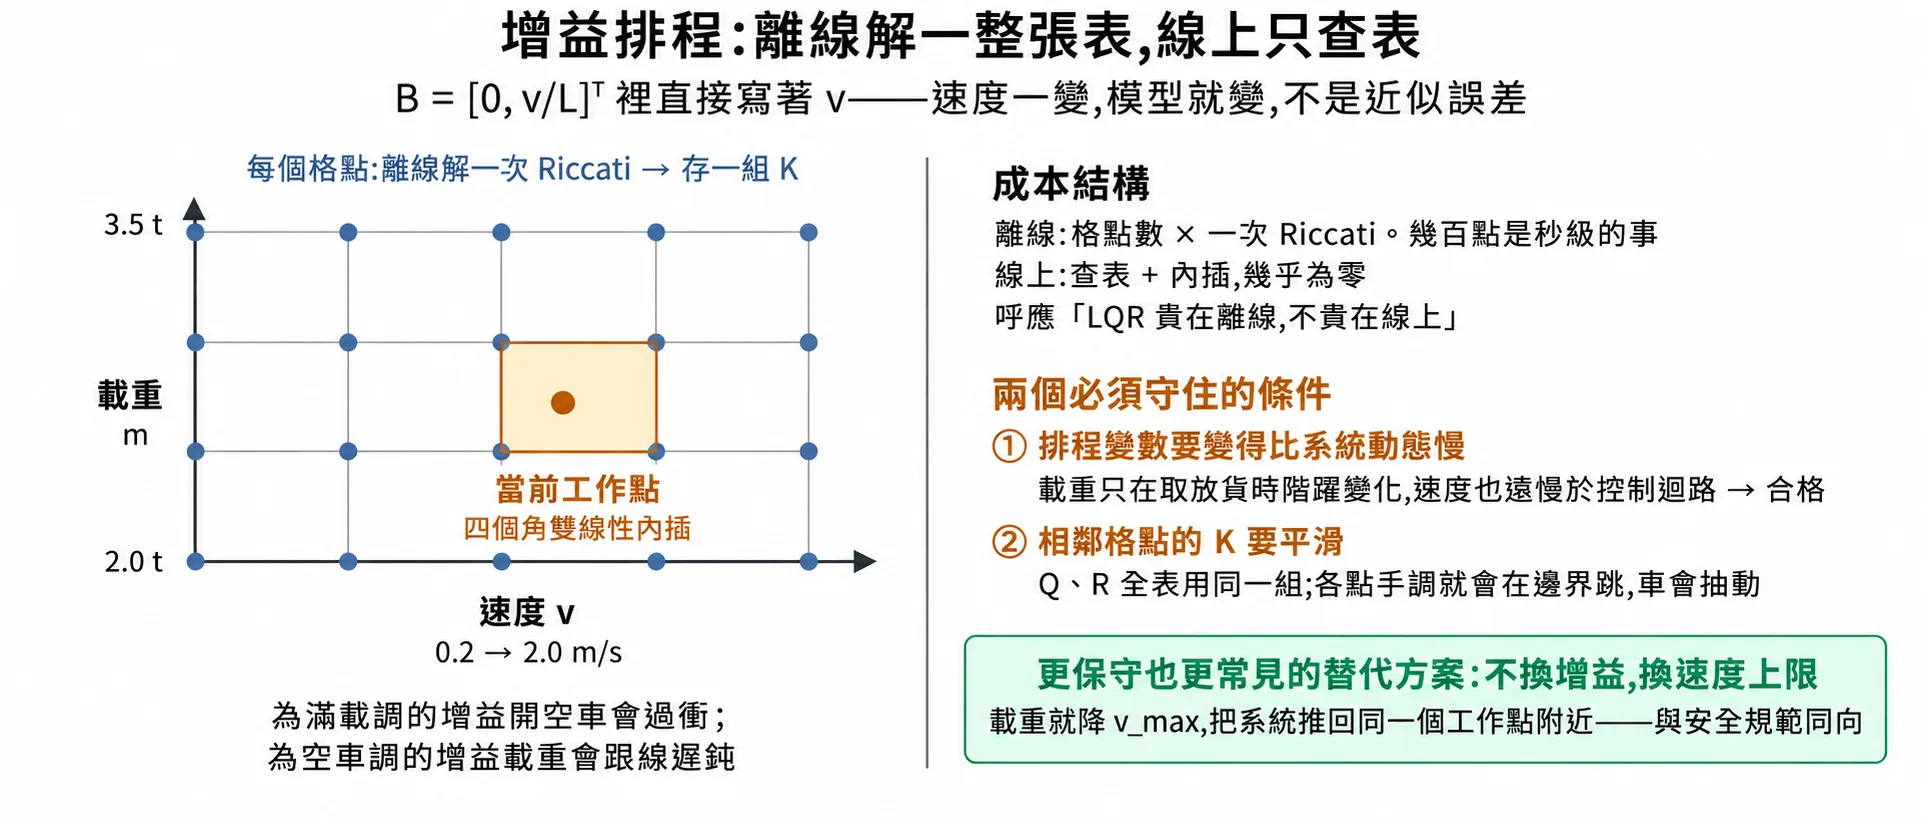 增益排程:離線解一整張表,線上只查表
B = [0, v/L]ᵀ 裡直接寫著 v——速度一變,模型就變,不是近似誤差
每個格點:離線解一次 Riccati → 存一組 K
3.5 t
載重
m
2.0 t
當前工作點
四個角雙線性內插
速度 v
0.2 → 2.0 m/s
為滿載調的增益開空車會過衝;
為空車調的增益載重會跟線遲鈍
成本結構
離線:格點數 × 一次 Riccati。幾百點是秒級的事
線上:查表 + 內插,幾乎為零
呼應「LQR 貴在離線,不貴在線上」
兩個必須守住的條件
① 排程變數要變得比系統動態慢
載重只在取放貨時階躍變化,速度也遠慢於控制迴路 → 合格
② 相鄰格點的 K 要平滑
Q、R 全表用同一組;各點手調就會在邊界跳,車會抽動
更保守也更常見的替代方案:不換增益,換速度上限
載重就降 v_max,把系統推回同一個工作點附近——與安全規範同向